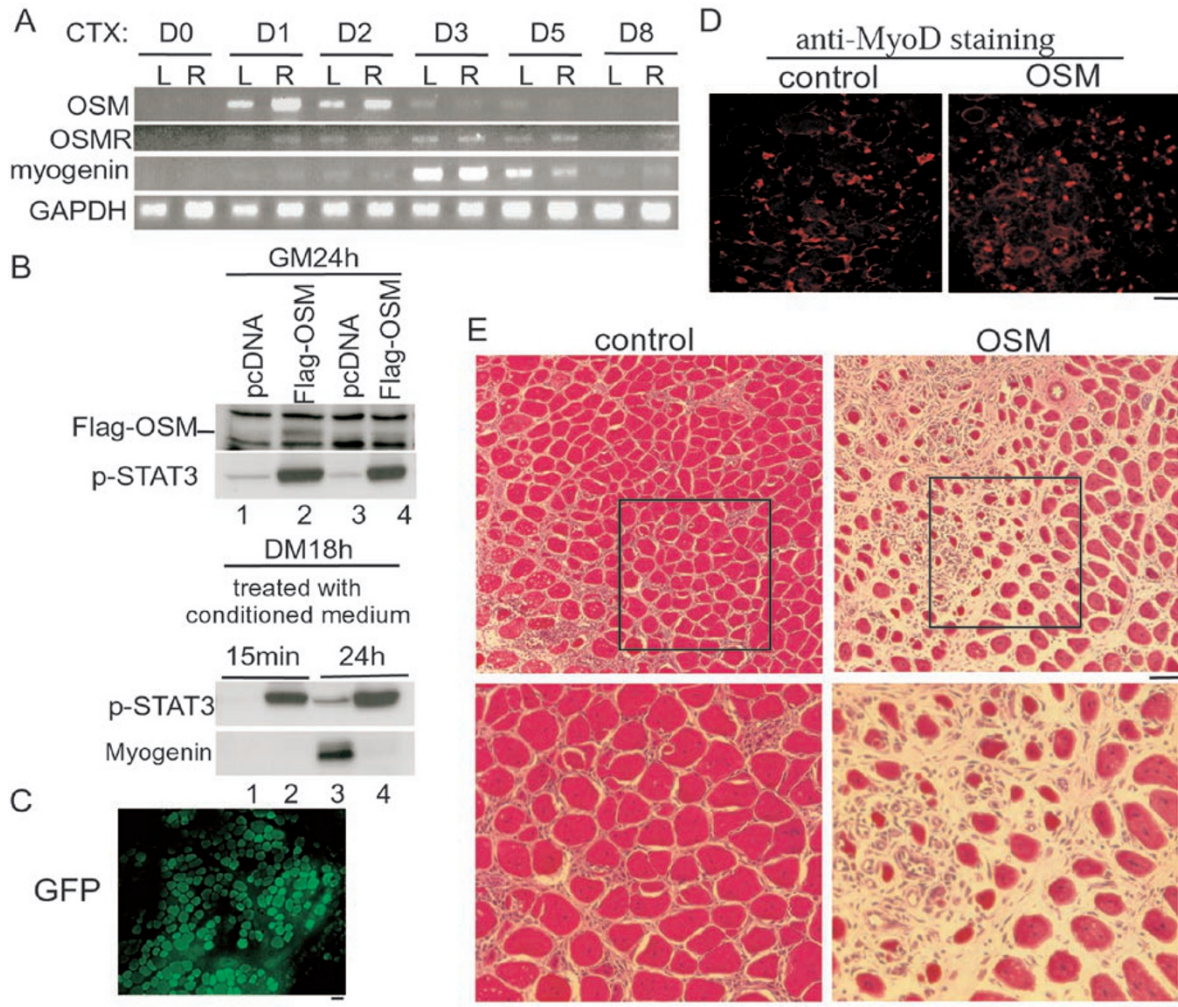 A
CTX: D0 D1 D2 D3 D5 D8
L R L R L R L R L R L R
OSM
OSMR
myogenin
GAPDH
B
GM24h
pcDNA Flag-OSM pcDNA Flag-OSM
Flag-OSM
p-STAT3
1 2 3 4
DM18h
treated with
conditioned medium
15min 24h
p-STAT3
Myogenin
1 2 3 4
C
GFP
D
anti-MyoD staining
control OSM
E
control OSM